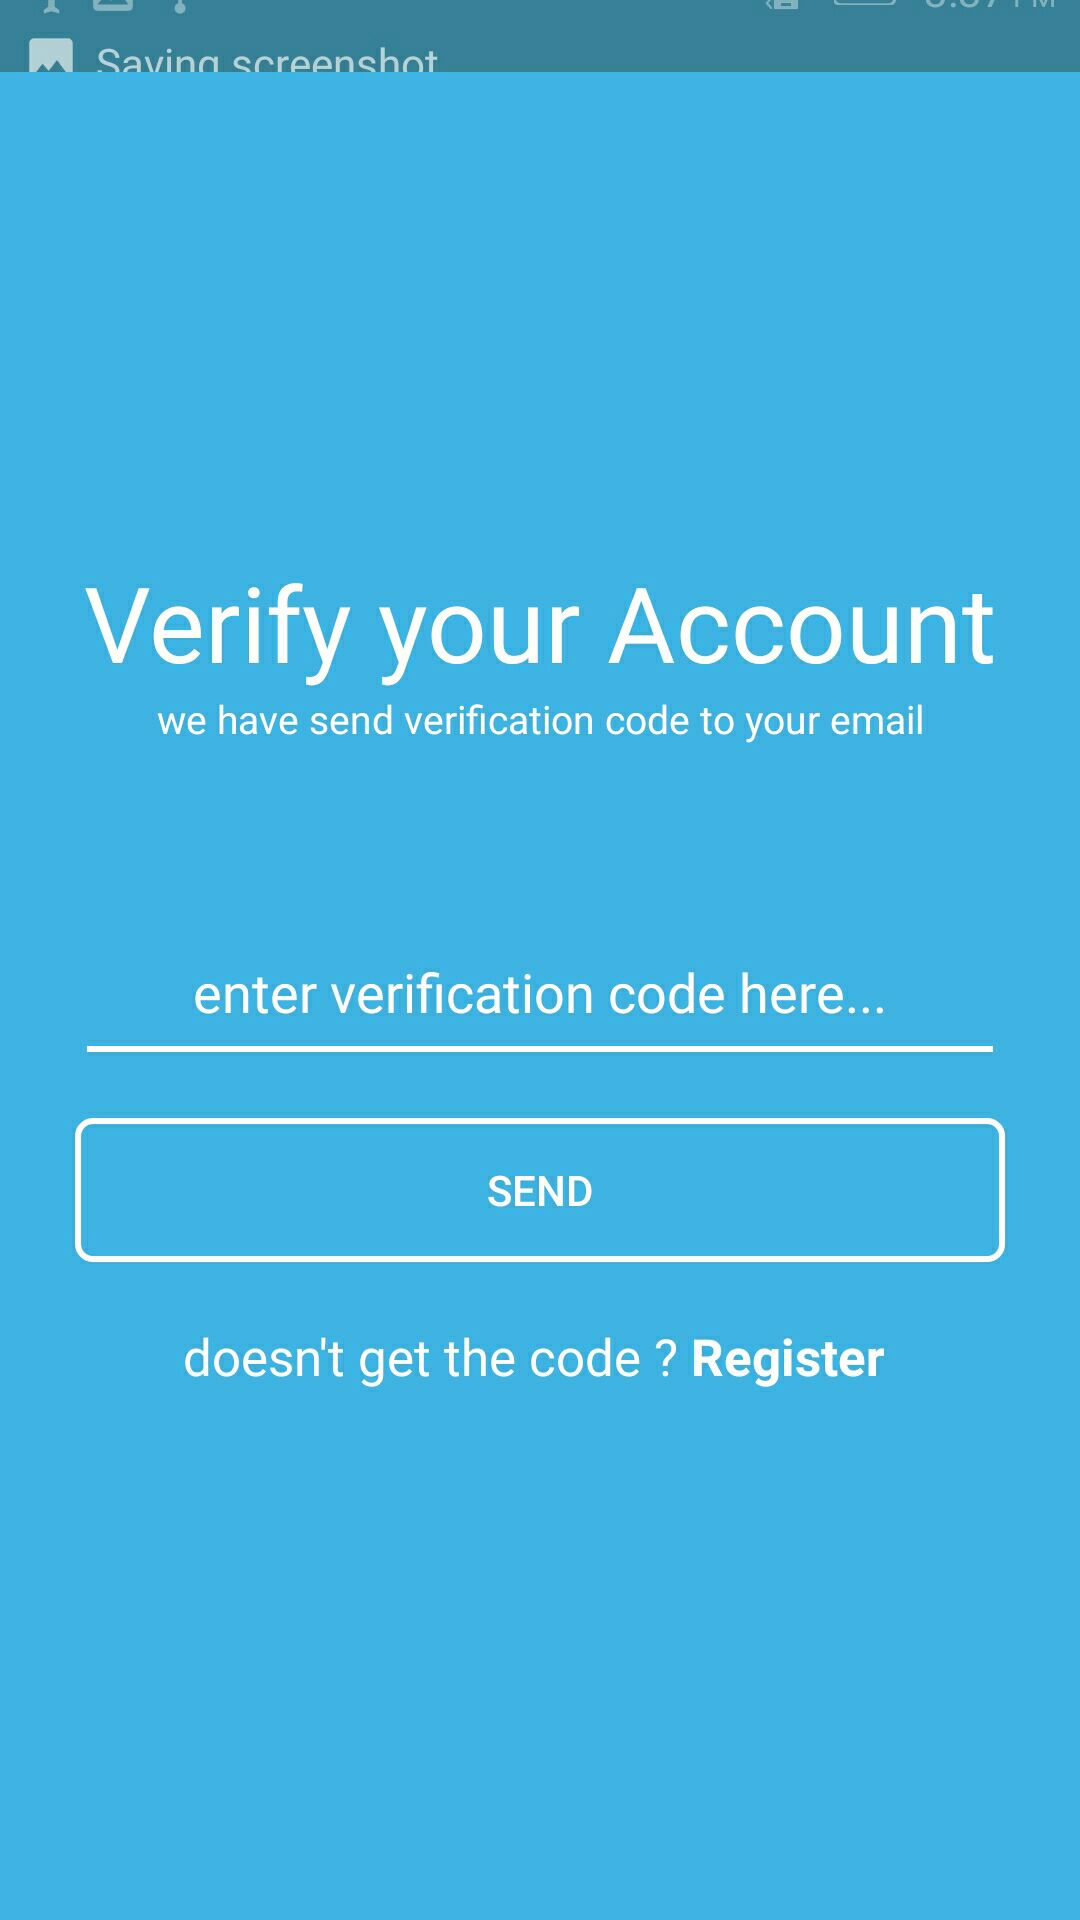 Saving screenshot
Verify your Account
we have send verification code to your email
enter verification code here...
SEND
doesn't get the code ? Register